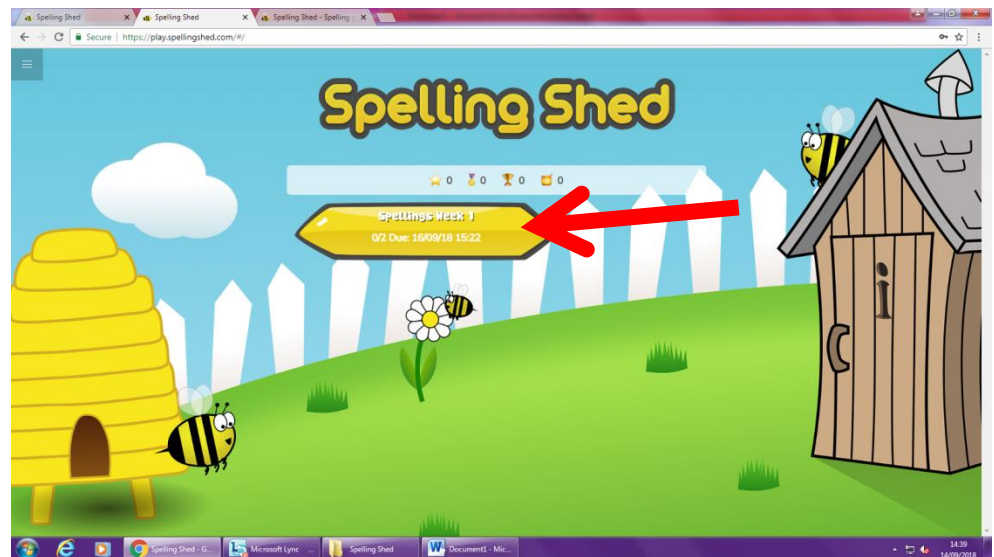 Spelling Shed
Spelling Shed
Spelling Shed - Spelling
Secure | https://play.spellingshed.com/#/
Spelling Shed
0 0 0 0
Spellings Week 1
0/2 Due: 16/09/18 15:22
i
Spelling Shed - G...
Microsoft Lync ...
Spelling Shed
Document1 - Mic...
14:39
14/09/2018